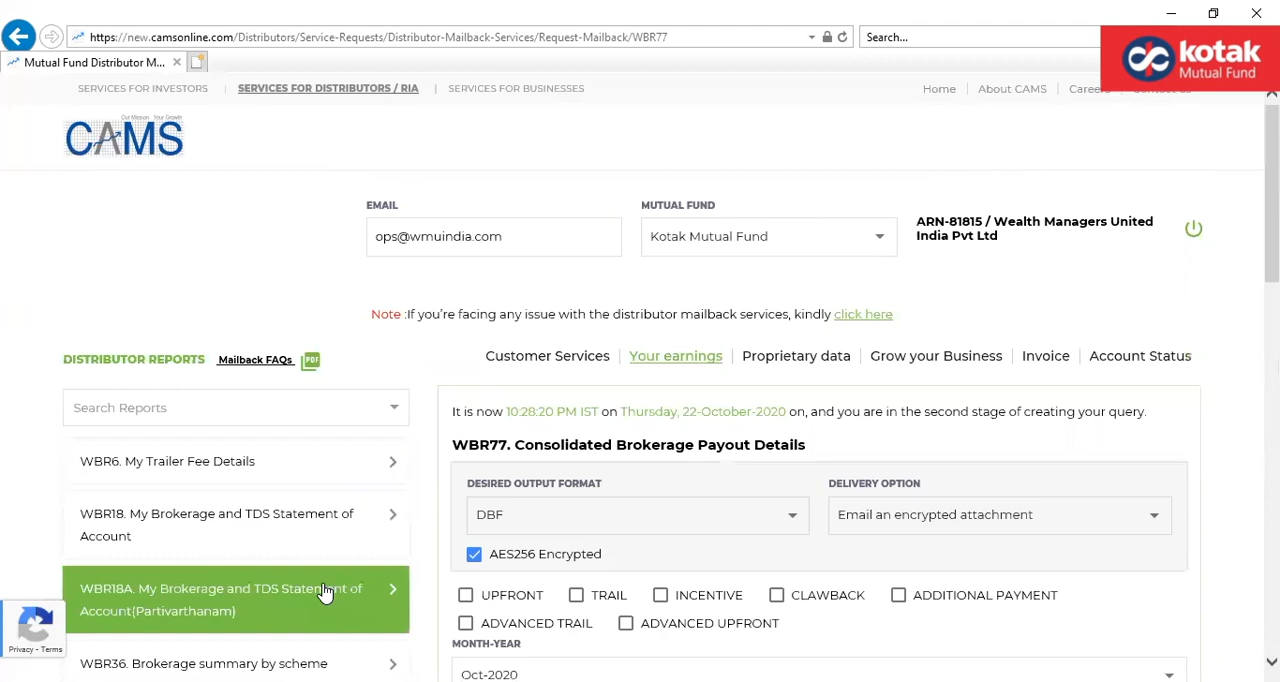 https://new.camsonline.com/Distributors/Service-Requests/Distributor-Mailback-Services/Request-Mailback/WBR77
Search...
Mutual Fund Distributor M...
kotak
Mutual Fund
SERVICES FOR INVESTORS
SERVICES FOR DISTRIBUTORS / RIA
SERVICES FOR BUSINESSES
Home
About CAMS
Careers
Contact us
CAMS
EMAIL
ops@wmuindia.com
MUTUAL FUND
Kotak Mutual Fund
ARN-81815 / Wealth Managers United
India Pvt Ltd
Note :If you're facing any issue with the distributor mailback services, kindly click here
DISTRIBUTOR REPORTS
Mailback FAQs
PDF
Customer Services
Your earnings
Proprietary data
Grow your Business
Invoice
Account Status
Search Reports
WBR6. My Trailer Fee Details
WBR18. My Brokerage and TDS Statement of
Account
WBR18A. My Brokerage and TDS Statement of
Account(Partivarthanam)
WBR36. Brokerage summary by scheme
Privacy - Terms
It is now 10:28:20 PM IST on Thursday, 22-October-2020 on, and you are in the second stage of creating your query.
WBR77. Consolidated Brokerage Payout Details
DESIRED OUTPUT FORMAT
DBF
DELIVERY OPTION
Email an encrypted attachment
AES256 Encrypted
UPFRONT
TRAIL
INCENTIVE
CLAWBACK
ADDITIONAL PAYMENT
ADVANCED TRAIL
ADVANCED UPFRONT
MONTH-YEAR
Oct-2020